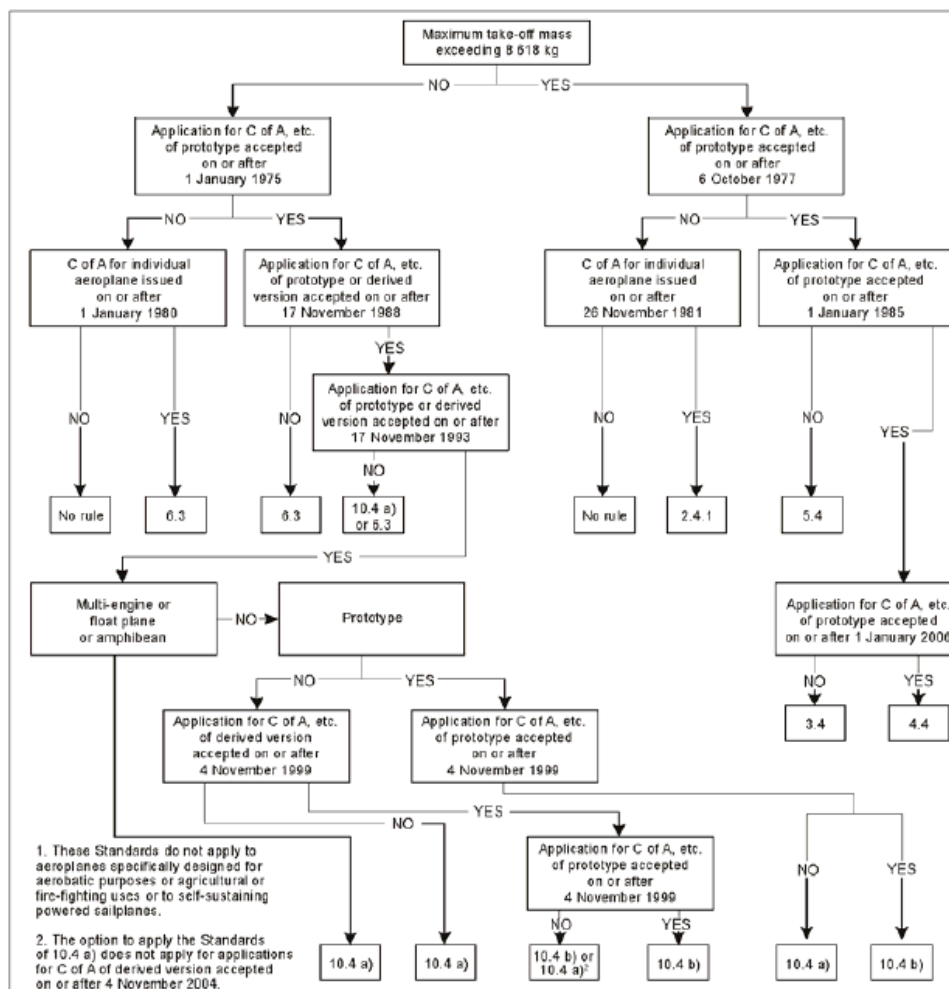 Maximum take-off mass
exceeding 8 618 kg
NO
YES
Application for C of A, etc.
of prototype accepted
on or after
1 January 1975
Application for C of A, etc.
of prototype accepted
on or after
6 October 1977
NO
YES
NO
YES
C of A for individual
aeroplane issued
on or after
1 January 1980
Application for C of A, etc.
of prototype or derived
version accepted on or after
17 November 1988
C of A for individual
aeroplane issued
on or after
26 November 1981
Application for C of A, etc.
of prototype accepted
on or after
1 January 1985
YES
Application for C of A, etc.
of prototype or derived
version accepted on or after
17 November 1993
NO
YES
NO
NO
YES
NO
YES
NO
No rule
6.3
6.3
10.4 a)
or 6.3
No rule
2.4.1
5.4
YES
Multi-engine or
float plane
or amphibean
NO
Prototype
Application for C of A, etc.
of prototype accepted
on or after 1 January 2006
NO
YES
NO
YES
3.4
4.4
Application for C of A, etc.
of derived version
accepted on or after
4 November 1999
Application for C of A, etc.
of prototype accepted
on or after
4 November 1999
YES
NO
Application for C of A, etc.
of prototype accepted
on or after
4 November 1999
NO
YES
NO
YES
1. These Standards do not apply to
aeroplanes specifically designed for
aerobatic purposes or agricultural or
fire-fighting uses or to self-sustaining
powered sailplanes.
2. The option to apply the Standards
of 10.4 a) does not apply for applications
for C of A of derived version accepted
on or after 4 November 2004.
10.4 a)
10.4 a)
10.4 b) or
10.4 a)²
10.4 b)
10.4 a)
10.4 b)